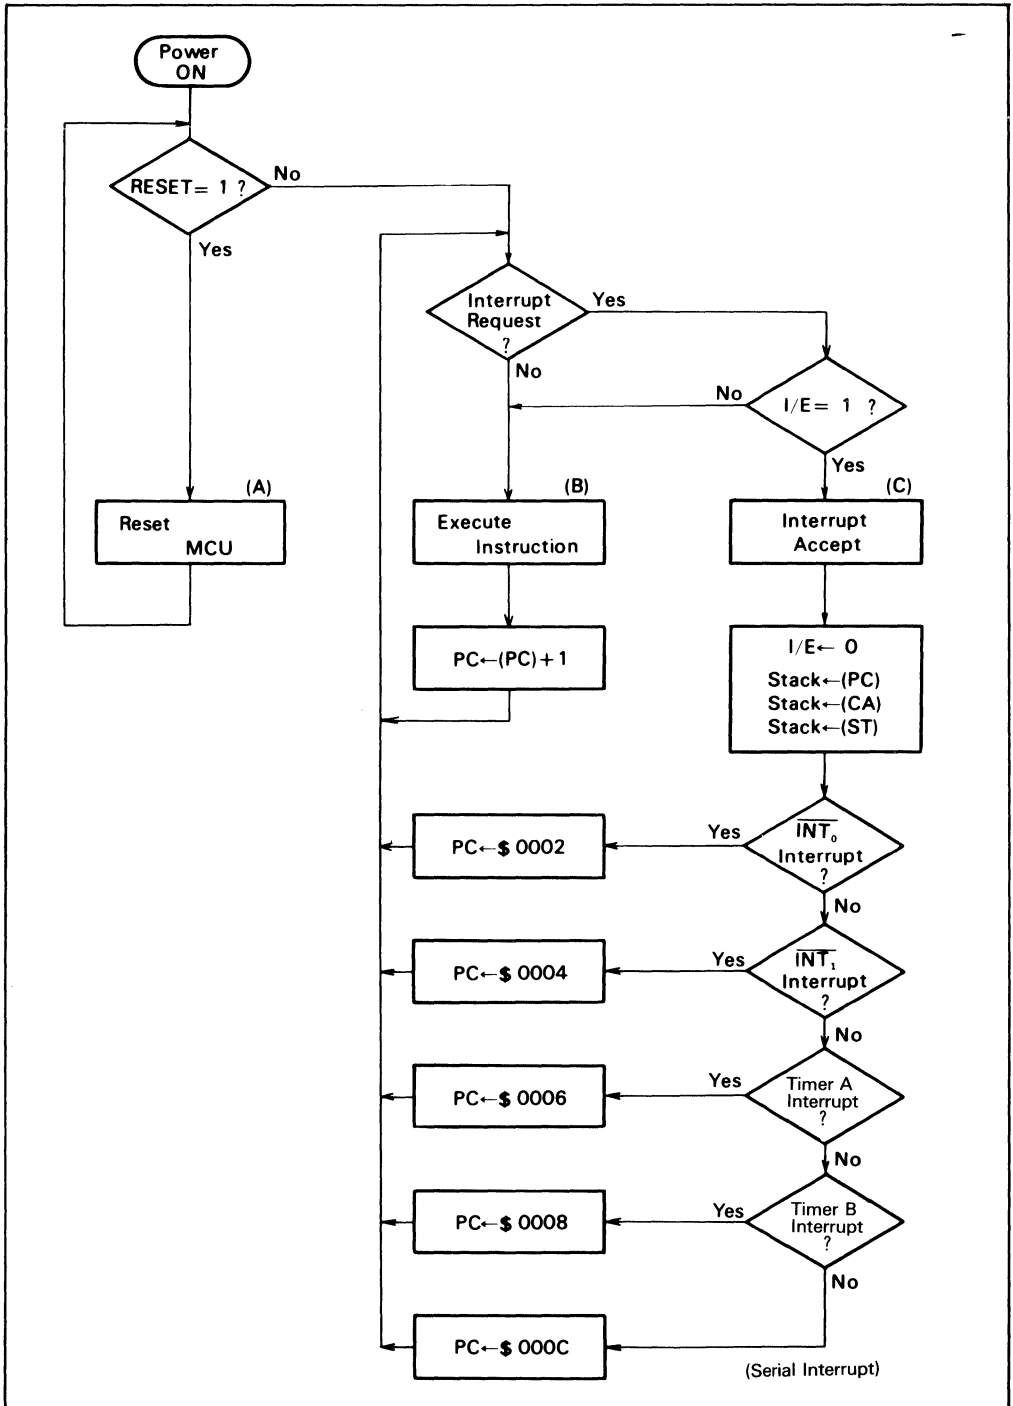 Power
ON
RESET= 1 ?
No
Yes
Interrupt
Request
?
Yes
No
I/E= 1 ?
No
Yes
(A)
Reset
MCU
(B)
Execute
Instruction
(C)
Interrupt
Accept
PC←(PC)+1
I/E← 0
Stack←(PC)
Stack←(CA)
Stack←(ST)
I̅N̅T̅₀
Interrupt
?
Yes
PC←$0002
No
I̅N̅T̅₁
Interrupt
?
Yes
PC←$0004
No
Timer A
Interrupt
?
Yes
PC←$0006
No
Timer B
Interrupt
?
Yes
PC←$0008
No
PC←$000C
(Serial Interrupt)